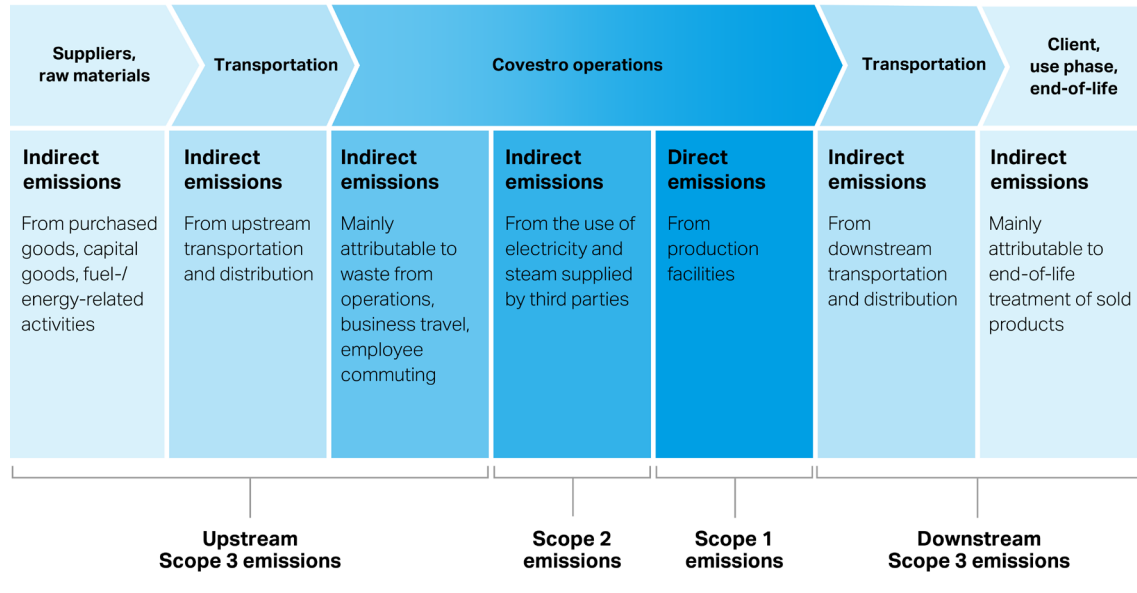 Suppliers,
raw materials
Transportation
Covestro operations
Transportation
Client,
use phase,
end-of-life
Indirect
emissions
From purchased
goods, capital
goods, fuel-/
energy-related
activities
Indirect
emissions
From upstream
transportation
and distribution
Indirect
emissions
Mainly
attributable to
waste from
operations,
business travel,
employee
commuting
Indirect
emissions
From the use of
electricity and
steam supplied
by third parties
Direct
emissions
From
production
facilities
Indirect
emissions
From
downstream
transportation
and distribution
Indirect
emissions
Mainly
attributable to
end-of-life
treatment of sold
products
Upstream
Scope 3 emissions
Scope 2
emissions
Scope 1
emissions
Downstream
Scope 3 emissions